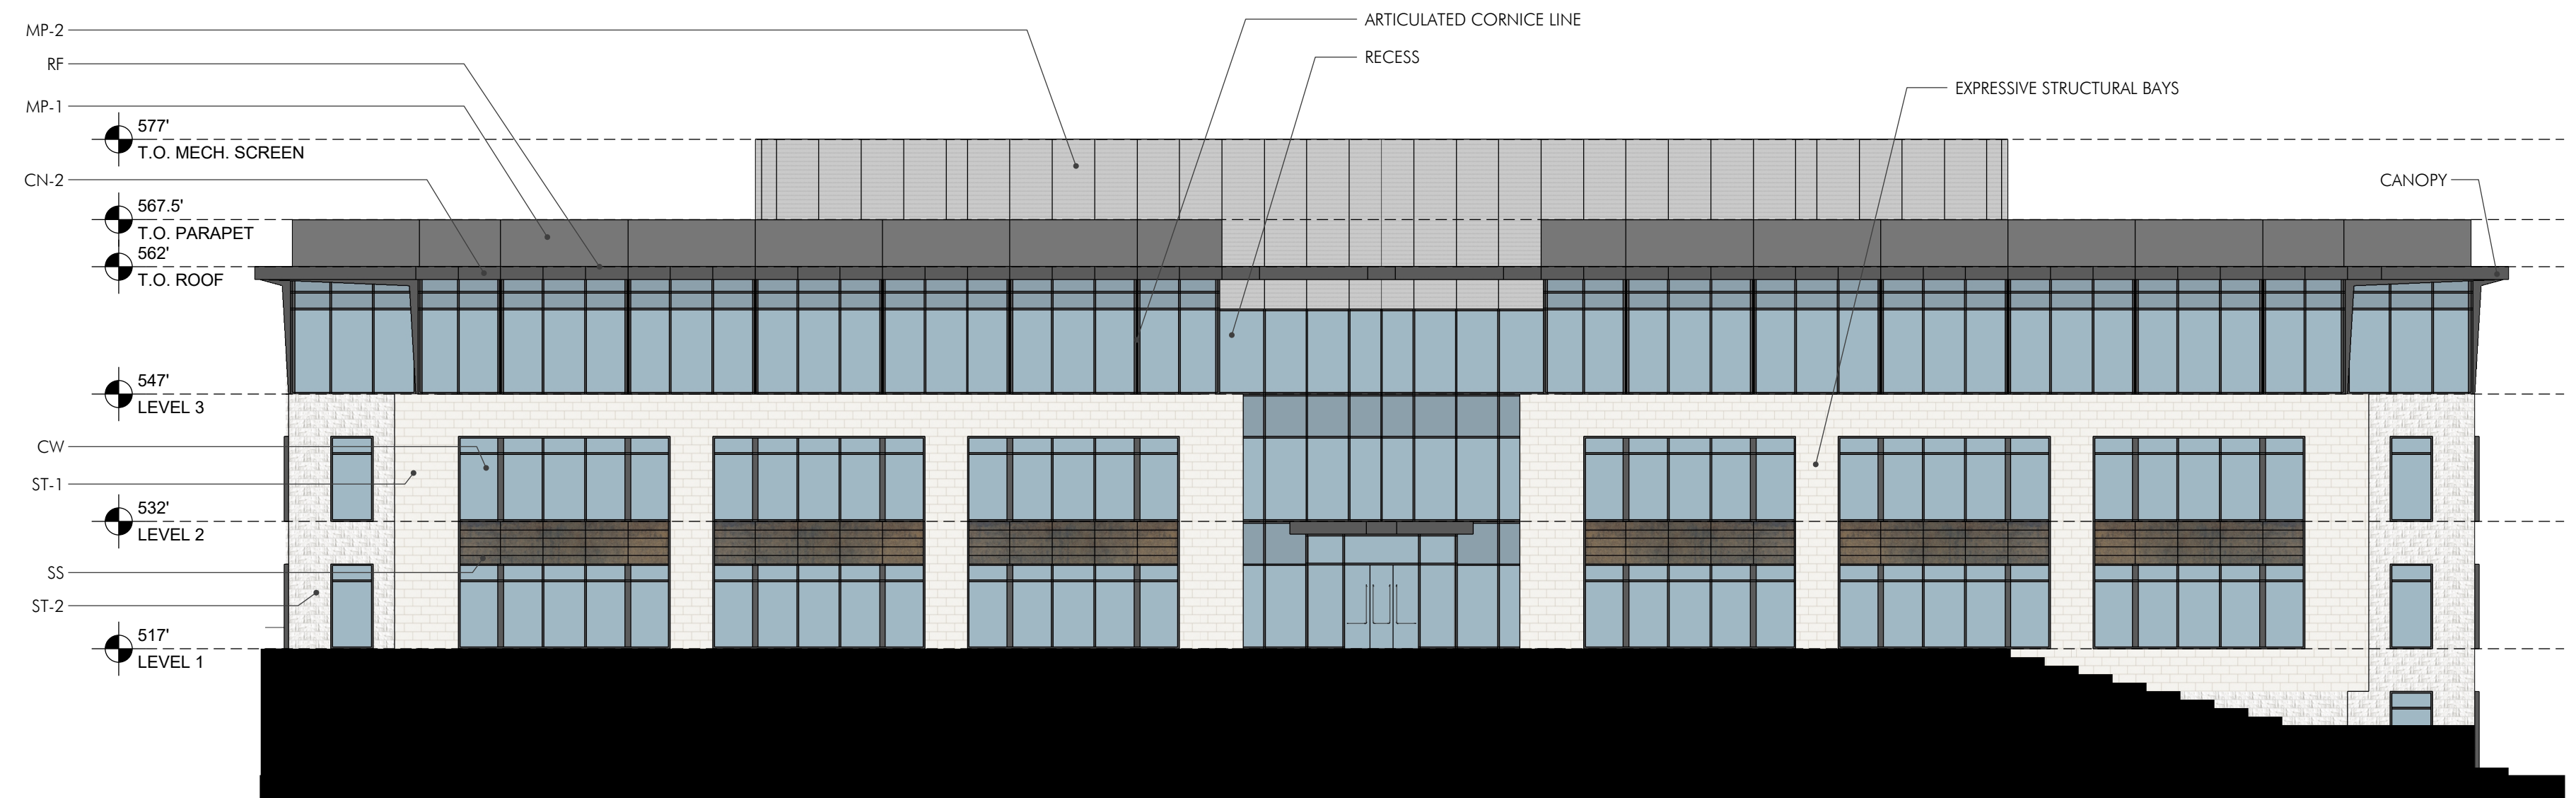 ARTICULATED CORNICE LINE
MP-2
RECESS
RF
EXPRESSIVE STRUCTURAL BAYS
MP-1
577'
T.O. MECH. SCREEN
CN-2
CANOPY
567.5'
T.O. PARAPET
562'
T.O. ROOF
547'
LEVEL 3
CW
ST-1
532'
LEVEL 2
SS
ST-2
517'
LEVEL 1